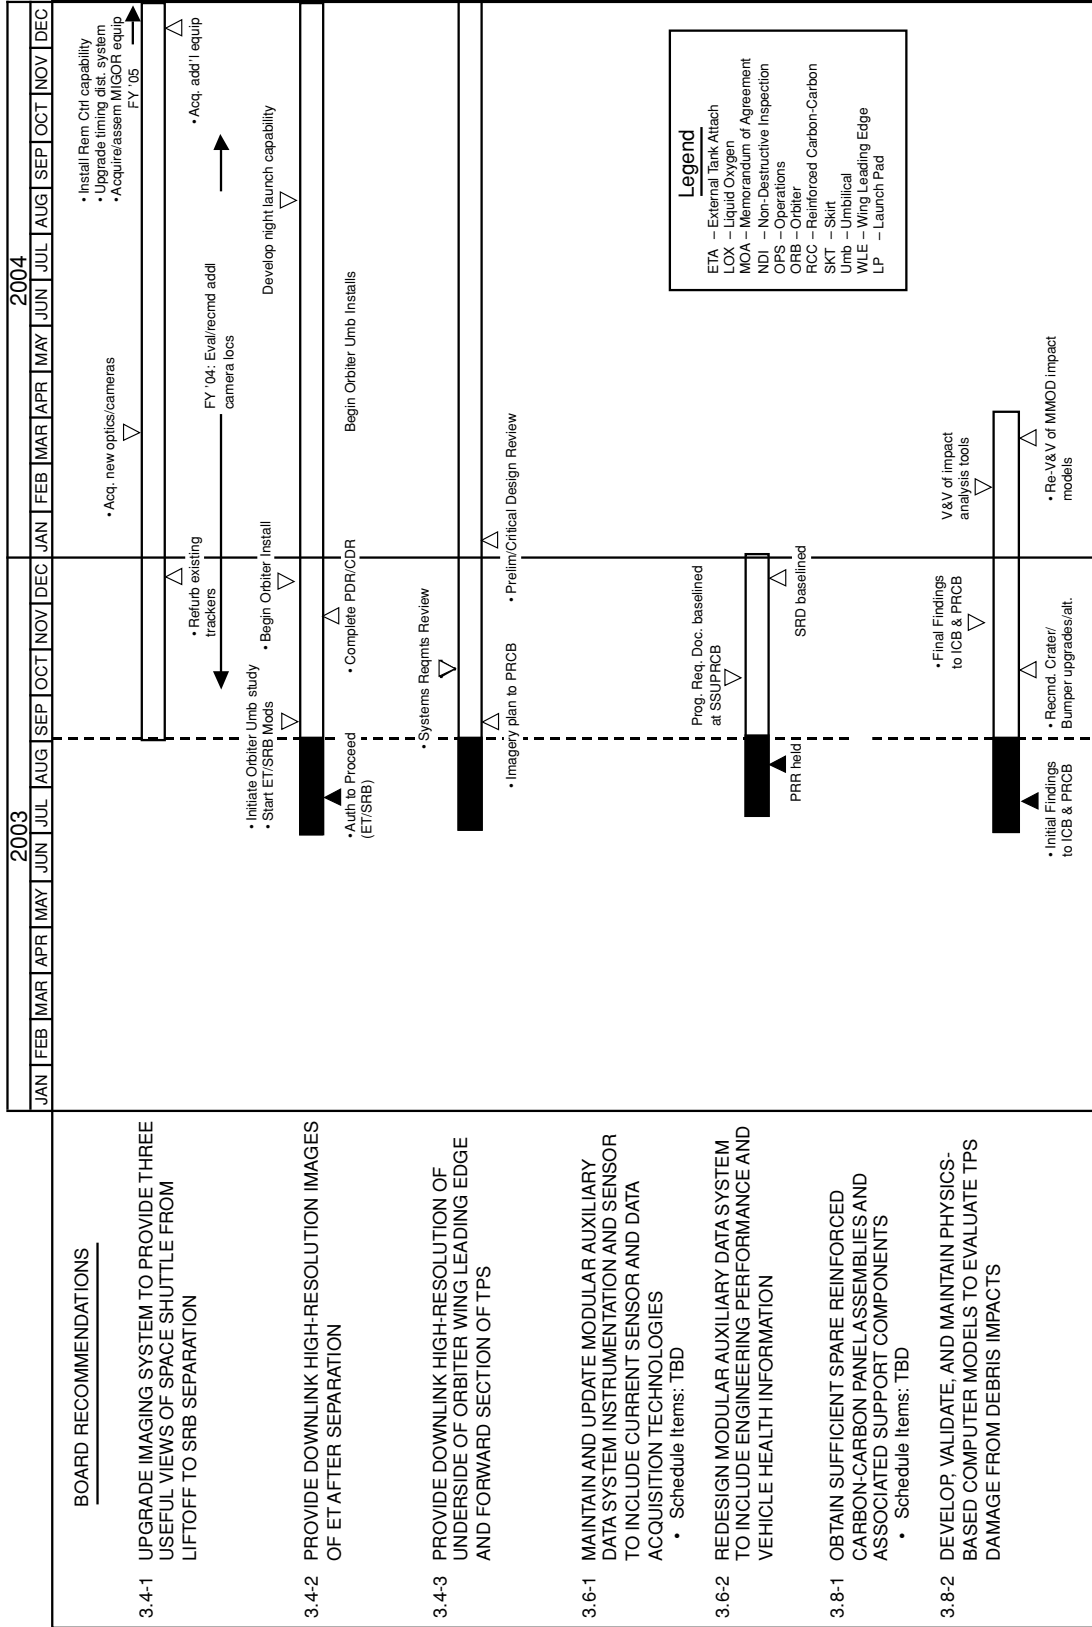 2003
2004
JAN FEB MAR APR MAY JUN JUL AUG SEP OCT NOV DEC JAN FEB MAR APR MAY JUN JUL AUG SEP OCT NOV DEC
BOARD RECOMMENDATIONS
3.4-1 UPGRADE IMAGING SYSTEM TO PROVIDE THREE
USEFUL VIEWS OF SPACE SHUTTLE FROM
LIFTOFF TO SRB SEPARATION
• Acq. new optics/cameras
• Install Rem Ctrl capability
• Upgrade timing dist. system
• Acquire/assem MIGOR equip
FY '05
• Refurb existing
trackers
• Acq. add'l equip
FY '04: Eval/recmd addl
camera locs
3.4-2 PROVIDE DOWNLINK HIGH-RESOLUTION IMAGES
OF ET AFTER SEPARATION
• Initiate Orbiter Umb study
• Start ET/SRB Mods
• Begin Orbiter Install
Develop night launch capability
• Auth to Proceed
(ET/SRB)
• Complete PDR/CDR
Begin Orbiter Umb Installs
3.4-3 PROVIDE DOWNLINK HIGH-RESOLUTION OF
UNDERSIDE OF ORBITER WING LEADING EDGE
AND FORWARD SECTION OF TPS
• Systems Reqmts Review
• Imagery plan to PRCB
• Prelim/Critical Design Review
3.6-1 MAINTAIN AND UPDATE MODULAR AUXILIARY
DATA SYSTEM INSTRUMENTATION AND SENSOR
TO INCLUDE CURRENT SENSOR AND DATA
ACQUISITION TECHNOLOGIES
• Schedule Items: TBD
3.6-2 REDESIGN MODULAR AUXILIARY DATA SYSTEM
TO INCLUDE ENGINEERING PERFORMANCE AND
VEHICLE HEALTH INFORMATION
Prog. Req. Doc. baselined
at SSUPRCB
PRR held
SRD baselined
3.8-1 OBTAIN SUFFICIENT SPARE REINFORCED
CARBON-CARBON PANEL ASSEMBLIES AND
ASSOCIATED SUPPORT COMPONENTS
• Schedule Items: TBD
3.8-2 DEVELOP, VALIDATE, AND MAINTAIN PHYSICS-
BASED COMPUTER MODELS TO EVALUATE TPS
DAMAGE FROM DEBRIS IMPACTS
• Final Findings
to ICB & PRCB
V&V of impact
analysis tools
• Initial Findings
to ICB & PRCB
• Recmd. Crater/
Bumper upgrades/alt.
• Re-V&V of MMOD impact
models
Legend
ETA – External Tank Attach
LOX – Liquid Oxygen
MOA – Memorandum of Agreement
NDI – Non-Destructive Inspection
OPS – Operations
ORB – Orbiter
RCC – Reinforced Carbon-Carbon
SKT – Skirt
Umb – Umbilical
WLE – Wing Leading Edge
LP – Launch Pad